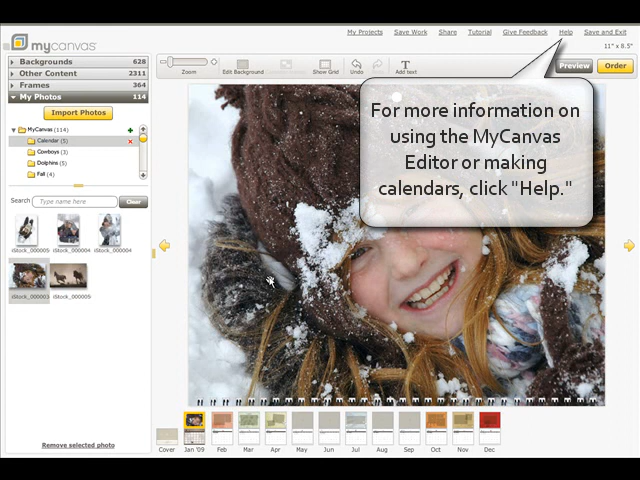 My Projects Save Work Share Tutorial Give Feedback Help Save and Exit
mycanvas
11" x 8.5"
Backgrounds 628
Other Content 2311
Frames 364
My Photos 114
Zoom Edit Background Show Grid Undo Add text
Preview Order
Import Photos
MyCanvas (114)
Calendar (5)
Cowboys (3)
Dolphins (5)
Fall (4)
Search Type name here Clear
iStock_000005 iStock_000004 iStock_000004
iStock_000003 iStock_000005
For more information on
using the MyCanvas
Editor or making
calendars, click "Help."
Cover Jan '09 Feb Mar Apr May Jun Jul Aug Sep Oct Nov Dec
Remove selected photo